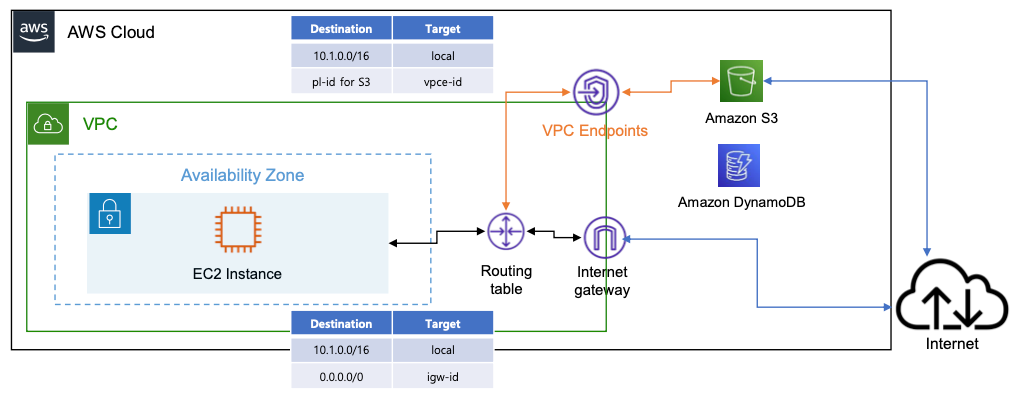 aws
AWS Cloud
Destination Target
10.1.0.0/16 local
pl-id for S3 vpce-id
VPC
VPC Endpoints
Amazon S3
Availability Zone
Amazon DynamoDB
EC2 Instance
Routing
table
Internet
gateway
Internet
Destination Target
10.1.0.0/16 local
0.0.0.0/0 igw-id